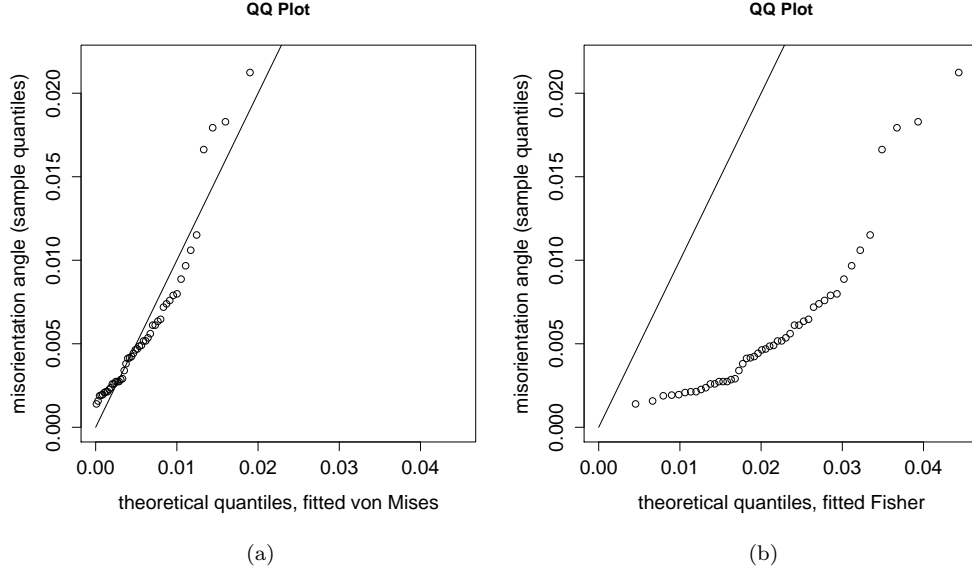 QQ Plot
misorientation angle (sample quantiles)
0.020
0.015
0.010
0.005
0.000
0.00 0.01 0.02 0.03 0.04
theoretical quantiles, fitted von Mises
(a)
QQ Plot
misorientation angle (sample quantiles)
0.020
0.015
0.010
0.005
0.000
0.00 0.01 0.02 0.03 0.04
theoretical quantiles, fitted Fisher
(b)